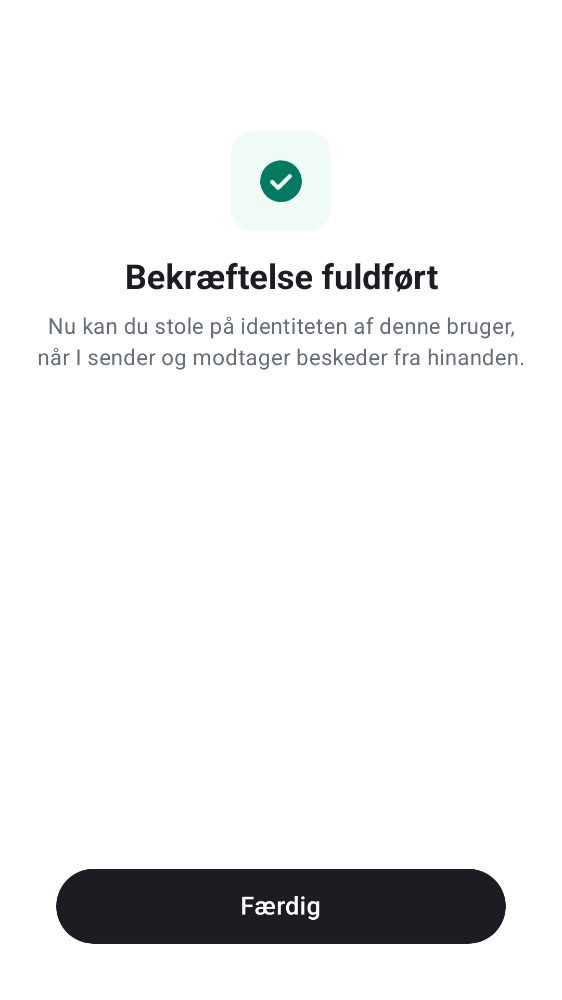 Bekræftelse fuldført
Nu kan du stole på identiteten af denne bruger,
når I sender og modtager beskeder fra hinanden.
Færdig